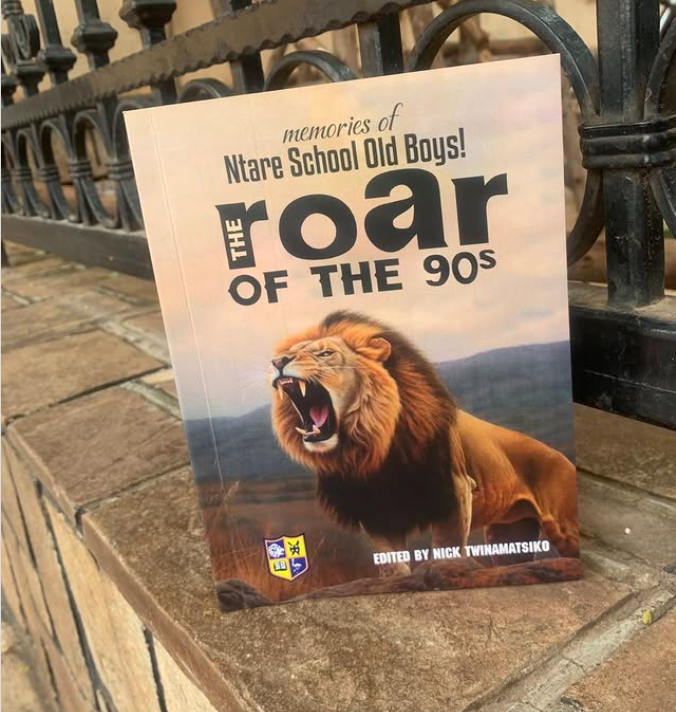 memories of
Ntare School Old Boys!
THE roar
OF THE 90s
EDITED BY NICK TWINAMATSIKO